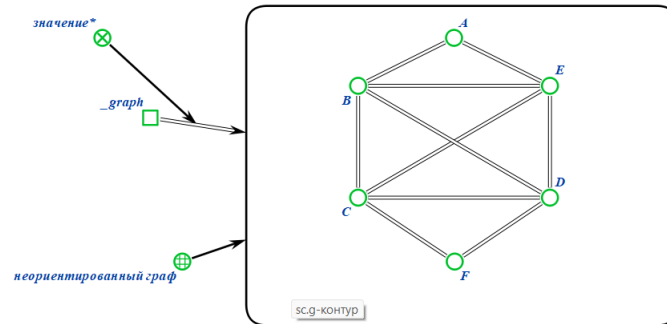 значение*
_graph
неориентированный граф
A
B
E
C
D
F
sc.g-контур